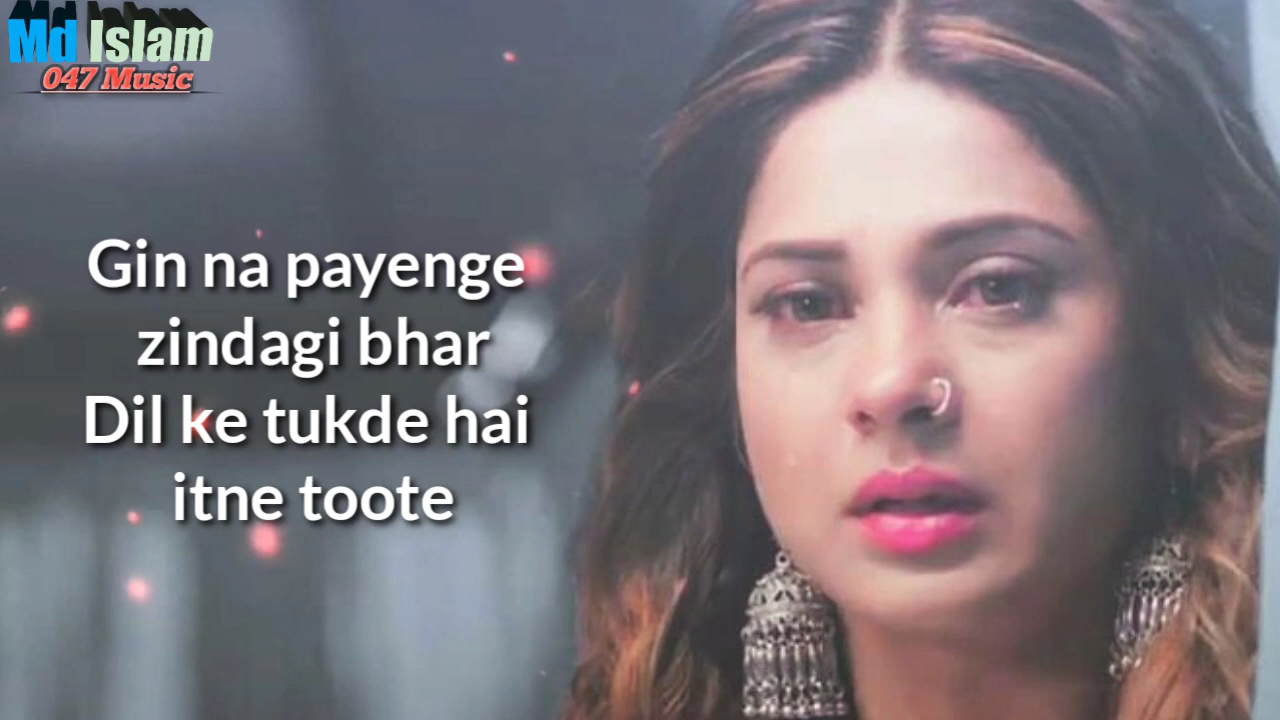 Md Islam
047 Music
Gin na payenge
zindagi bhar
Dil ke tukde hai
itne toote